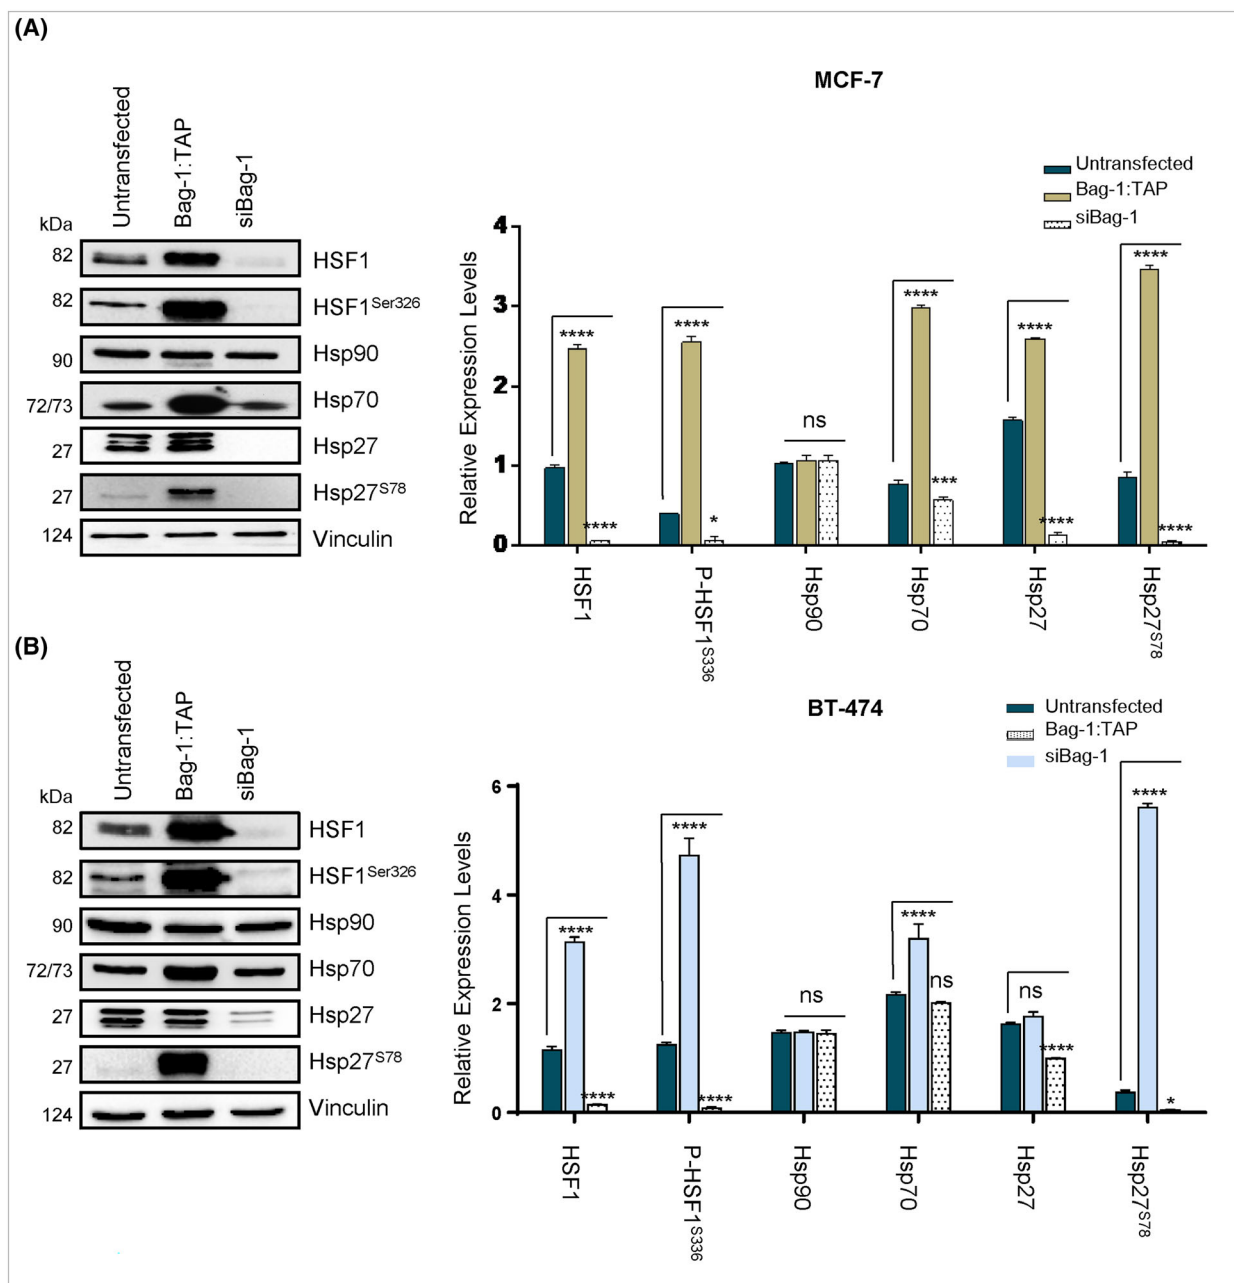 (A)
Untransfected
Bag-1:TAP
siBag-1
kDa
82 HSF1
82 HSF1Ser326
90 Hsp90
72/73 Hsp70
27 Hsp27
27 Hsp27S78
124 Vinculin
MCF-7
Untransfected
Bag-1:TAP
siBag-1
Relative Expression Levels
4
3
2
1
0
**** ****
**** *
ns
**** ***
**** ****
**** ****
HSF1
P-HSF1S336
Hsp90
Hsp70
Hsp27
Hsp27S78
(B)
Untransfected
Bag-1:TAP
siBag-1
kDa
82 HSF1
82 HSF1Ser326
90 Hsp90
72/73 Hsp70
27 Hsp27
27 Hsp27S78
124 Vinculin
BT-474
Untransfected
Bag-1:TAP
siBag-1
Relative Expression Levels
6
4
2
0
**** ****
**** ****
ns
**** ns
ns ****
**** *
HSF1
P-HSF1S336
Hsp90
Hsp70
Hsp27
Hsp27S78